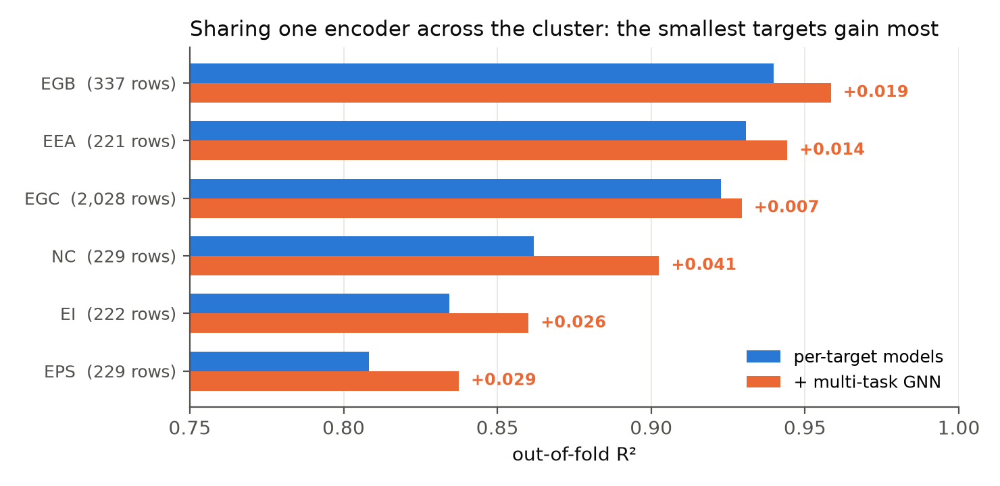 Sharing one encoder across the cluster: the smallest targets gain most
EGB (337 rows)
+0.019
EEA (221 rows)
+0.014
EGC (2,028 rows)
+0.007
NC (229 rows)
+0.041
EI (222 rows)
+0.026
EPS (229 rows)
+0.029
per-target models
+ multi-task GNN
0.75 0.80 0.85 0.90 0.95 1.00
out-of-fold R²